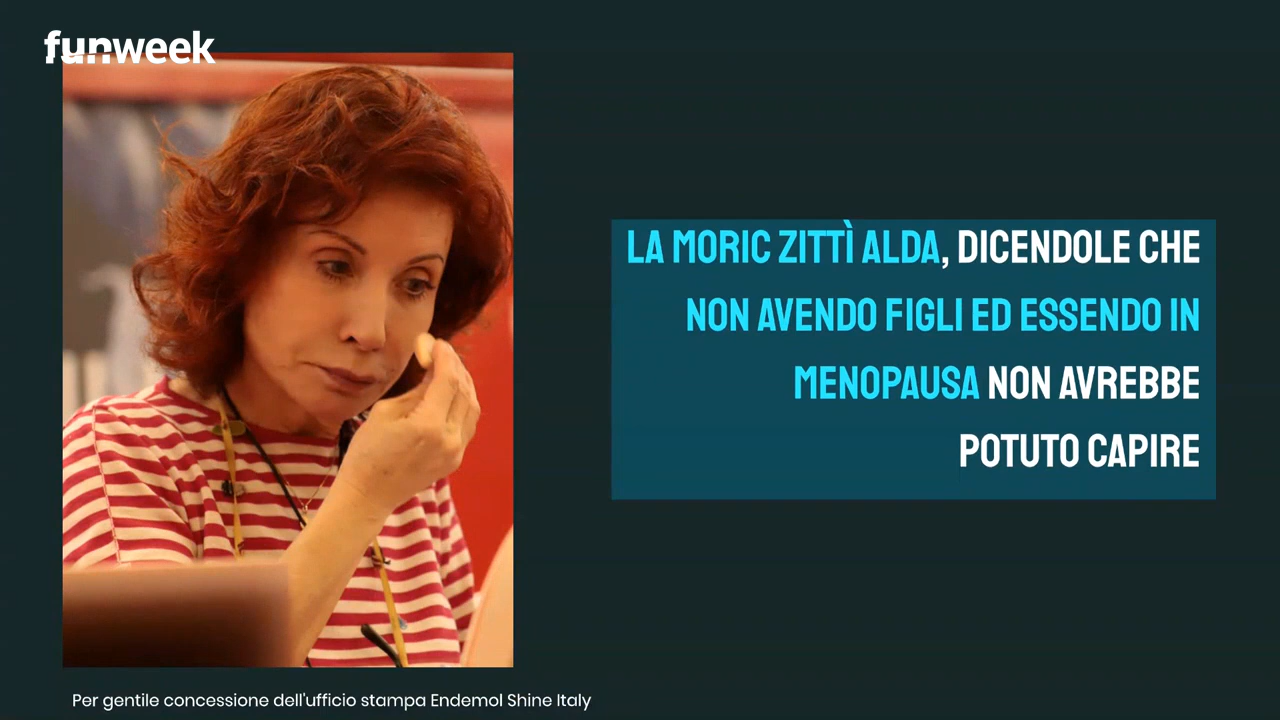 funweek
LA MORIC ZITTÌ ALDA, DICENDOLE CHE
NON AVENDO FIGLI ED ESSENDO IN
MENOPAUSA NON AVREBBE
POTUTO CAPIRE
Per gentile concessione dell'ufficio stampa Endemol Shine Italy